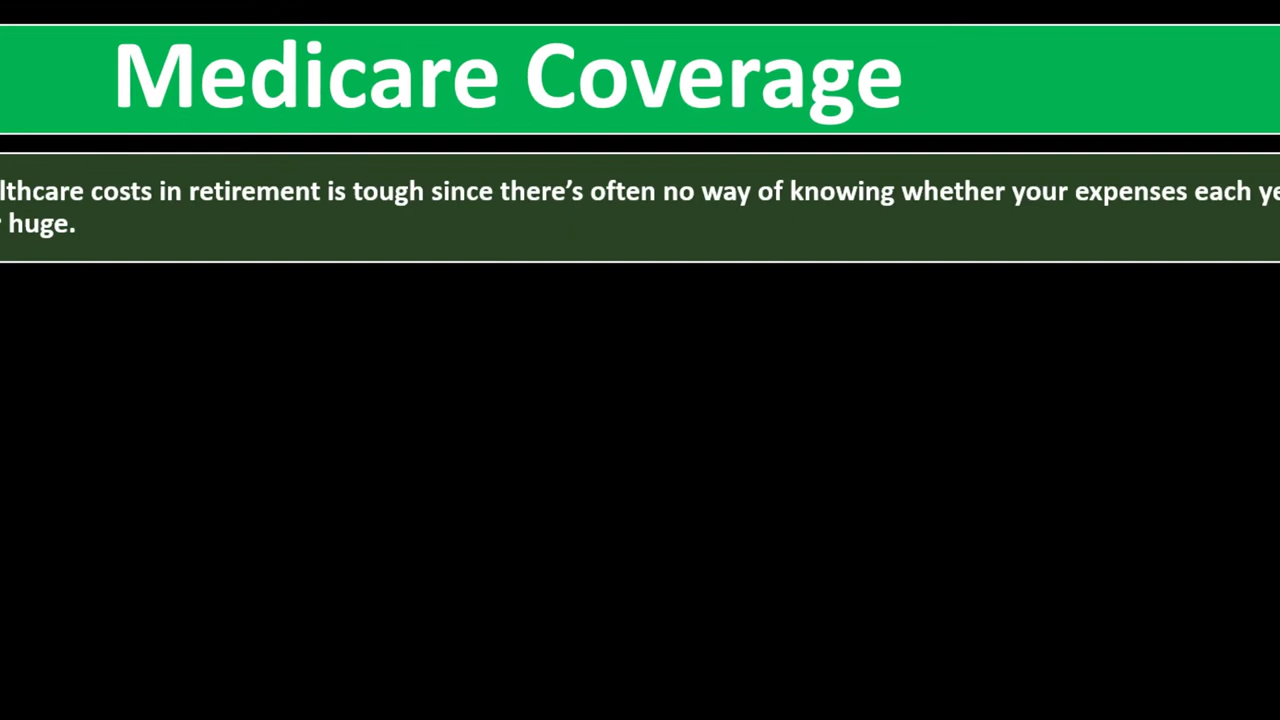 Medicare Coverage
lthcare costs in retirement is tough since there's often no way of knowing whether your expenses each ye
huge.